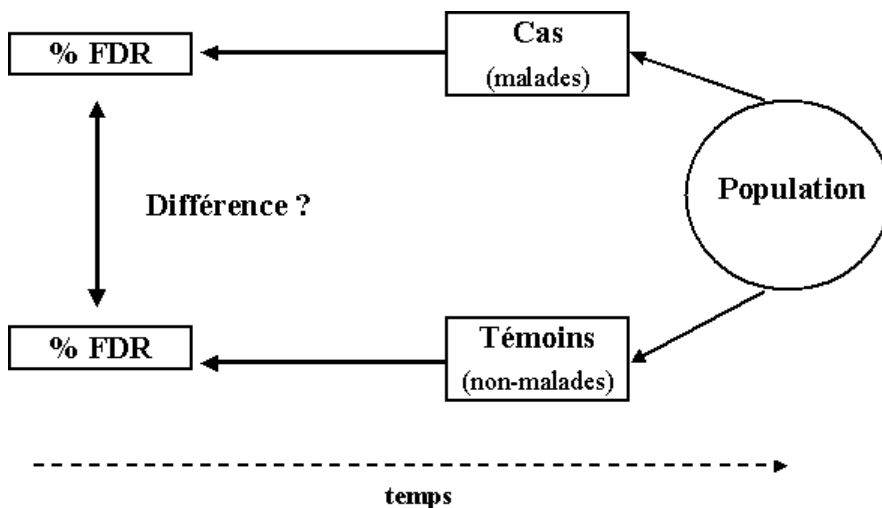 % FDR
Cas
(malades)
Différence ?
Population
% FDR
Témoins
(non-malades)
temps